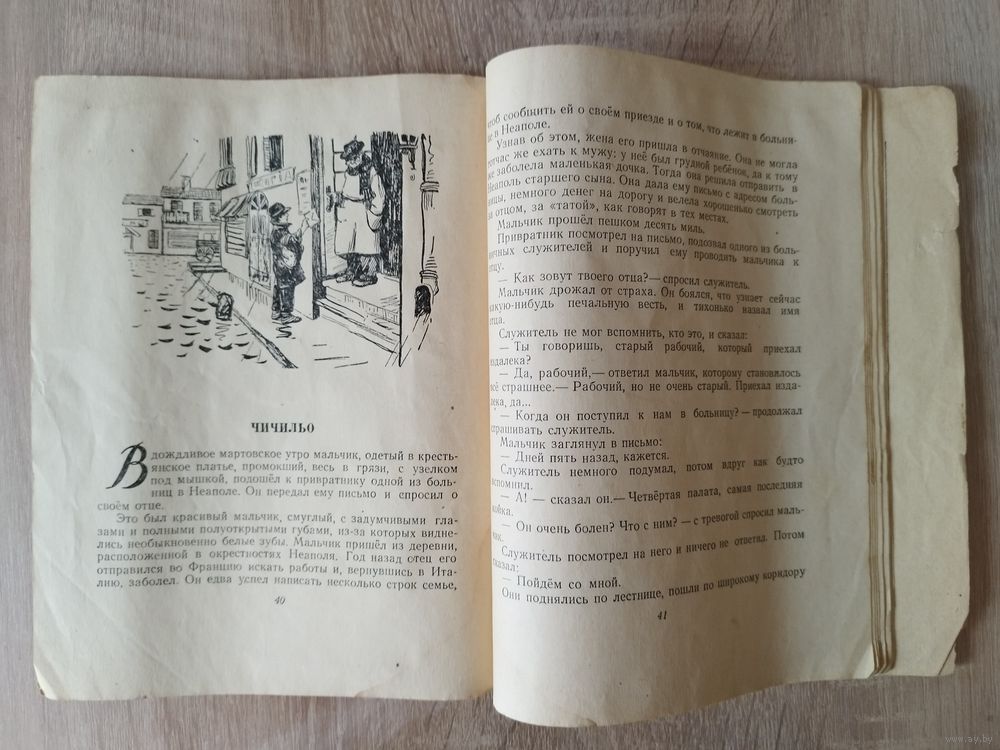 ЧИЧИЛЬО
В дождливое мартовское утро мальчик, одетый в кресть-
янское платье, промокший, весь в грязи, с узелком
под мышкой, подошёл к привратнику одной из боль-
ниц в Неаполе. Он передал ему письмо и спросил о
своём отце.
Это был красивый мальчик, смуглый, с задумчивыми гла-
зами и полными полуоткрытыми губами, из-за которых видне-
лись необыкновенно белые зубы. Мальчик пришёл из деревни,
расположенной в окрестностях Неаполя. Год назад отец его
отправился во Францию искать работы и, вернувшись в Ита-
лию, заболел. Он едва успел написать несколько строк семье,
40
чтоб сообщить ей о своём приезде и о том, что лежит в больни-
це в Неаполе.
Узнав об этом, жена его пришла в отчаяние. Она не могла
тотчас же ехать к мужу: у неё был грудной ребёнок, да к тому
же заболела маленькая дочка. Тогда она решила отправить в
Неаполь старшего сына. Она дала ему письмо с адресом боль-
ницы, немного денег на дорогу и велела хорошенько смотреть
за отцом, за «татой», как говорят в тех местах.
Мальчик прошёл пешком десять миль.
Привратник посмотрел на письмо, подозвал одного из боль-
ничных служителей и поручил ему проводить мальчика к
отцу.
— Как зовут твоего отца?— спросил служитель.
Мальчик дрожал от страха. Он боялся, что узнает сейчас
какую-нибудь печальную весть, и тихонько назвал имя
отца.
Служитель не мог вспомнить, кто это, и сказал:
— Ты говоришь, старый рабочий, который приехал
издалека?
— Да, рабочий,— ответил мальчик, которому становилось
всё страшнее.— Рабочий, но не очень старый. Приехал изда-
лека, да...
— Когда он поступил к нам в больницу?— продолжал
спрашивать служитель.
Мальчик заглянул в письмо:
— Дней пять назад, кажется.
Служитель немного подумал, потом вдруг как будто
вспомнил.
— А! — сказал он.— Четвёртая палата, самая последняя
койка.
— Он очень болен? Что с ним? — с тревогой спросил маль-
чик.
Служитель посмотрел на него и ничего не ответил. Потом
сказал:
— Пойдём со мной.
Они поднялись по лестнице, пошли по широкому коридору
41
www.ay.by